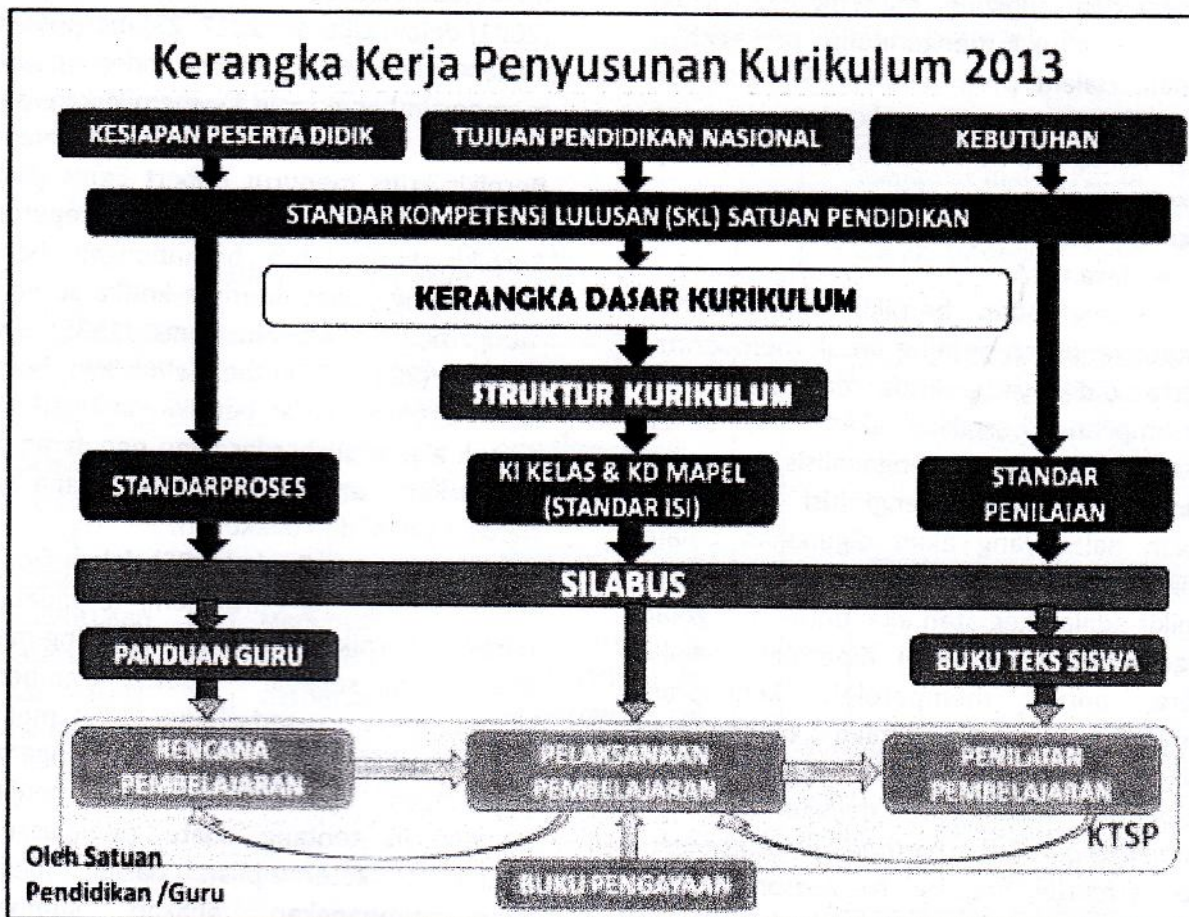 Kerangka Kerja Penyusunan Kurikulum 2013
KESIAPAN PESERTA DIDIK
TUJUAN PENDIDIKAN NASIONAL
KEBUTUHAN
STANDAR KOMPETENSI LULUSAN (SKL) SATUAN PENDIDIKAN
KERANGKA DASAR KURIKULUM
STRUKTUR KURIKULUM
STANDARPROSES
KI KELAS & KD MAPEL
(STANDAR ISI)
STANDAR
PENILAIAN
SILABUS
PANDUAN GURU
BUKU TEKS SISWA
RENCANA
PEMBELAJARAN
PELAKSANAAN
PEMBELAJARAN
PENILAIAN
PEMBELAJARAN
KTSP
Oleh Satuan
Pendidikan /Guru
BUKU PENGAYAAN